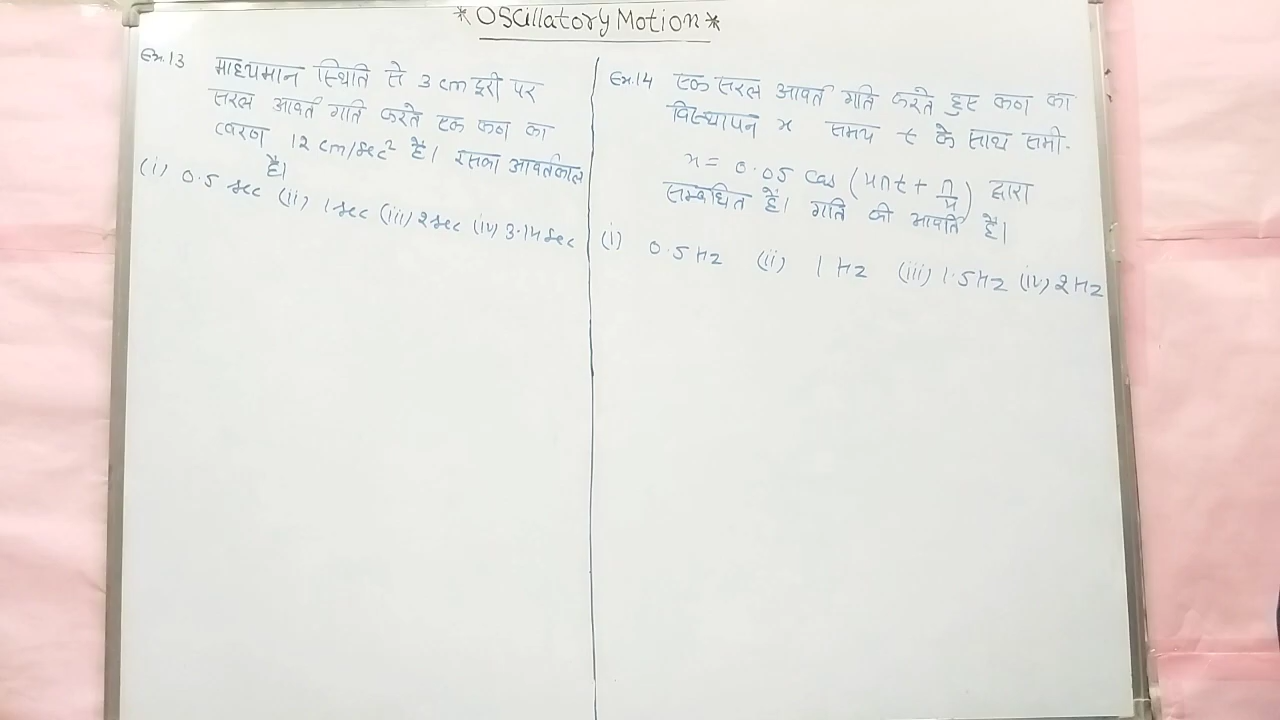 *Oscillatory Motion*
Ex.13 माध्यमान स्थिति से 3 cm दूरी पर
सरल आवर्त गति करते एक कण का
त्वरण 12 cm/sec² है। इसका आवर्तकाल
है।
(i) 0.5 sec (ii) 1 sec (iii) 2 sec (iv) 3.14 sec
Ex.14 एक सरल आवर्त गति करते हुए कण का
विस्थापन x समय t के साथ समी.
x = 0.05 cos (4πt + π/4) द्वारा
सम्बंधित है। गति की आवर्ति है।
(i) 0.5 Hz (ii) 1 Hz (iii) 1.5 Hz (iv) 2 Hz